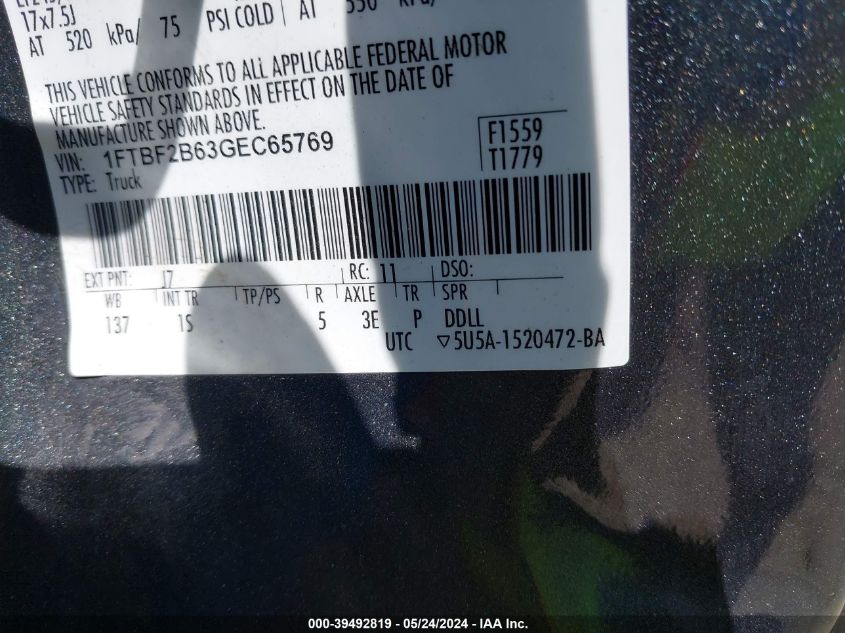 17x7.5J
AT 520 kPa/ 75 PSI COLD AT 550 kPa/
THIS VEHICLE CONFORMS TO ALL APPLICABLE FEDERAL MOTOR
VEHICLE SAFETY STANDARDS IN EFFECT ON THE DATE OF
MANUFACTURE SHOWN ABOVE.
VIN: 1FTBF2B63GEC65769
TYPE: Truck
F1559
T1779
EXT PNT: J7 RC: 11 DSO:
WB INT TR TP/PS R AXLE TR SPR
137 1S 5 3E P DDLL
UTC ▽5U5A-1520472-BA
000-39492819 - 05/24/2024 - IAA Inc.